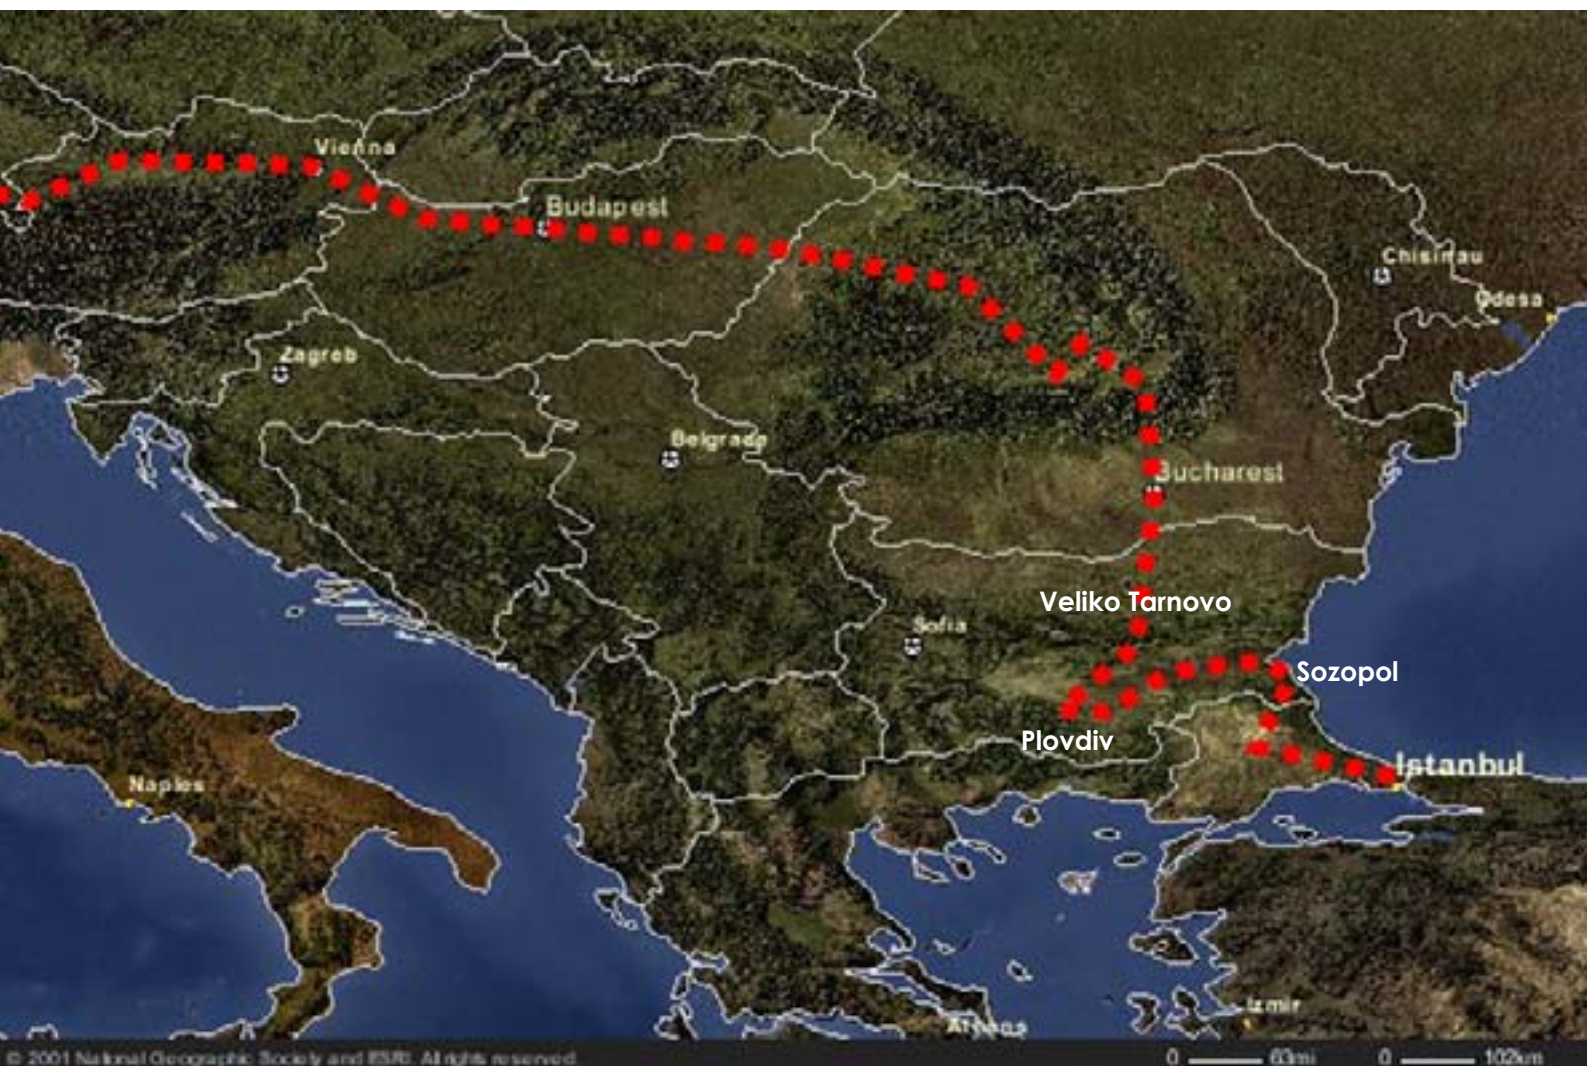 Vienna
Budapest
Chisinau
Odesa
Zagreb
Belgrade
Bucharest
Veliko Tarnovo
Sofia
Sozopol
Plovdiv
Istanbul
Naples
Izmir
Athens
© 2001 National Geographic Society and ESRI. All rights reserved.
0 63mi 0 102km